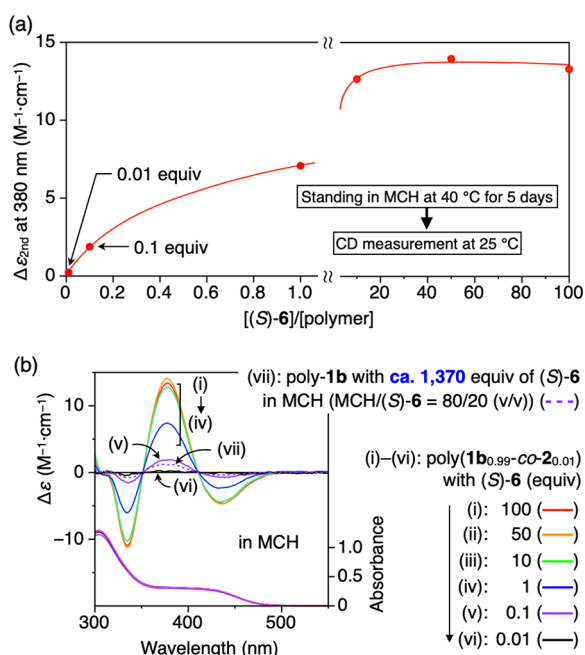 (a)
Δε2nd at 380 nm (M⁻¹·cm⁻¹)
15
10
5
0
0.01 equiv
0.1 equiv
Standing in MCH at 40 °C for 5 days
CD measurement at 25 °C
0 0.2 0.4 0.6 0.8 1.0 20 40 60 80 100
[(S)-6]/[polymer]
(b)
(vii): poly-1b with ca. 1,370 equiv of (S)-6
in MCH (MCH/(S)-6 = 80/20 (v/v)) ( )
Δε (M⁻¹·cm⁻¹)
10
0
−10
(i)
(iv)
(v)
(vii)
(vi)
in MCH
Absorbance
1.0
0.5
0
300 400 500
Wavelength (nm)
(i)–(vi): poly(1b0.99-co-20.01)
with (S)-6 (equiv)
(i): 100 ( )
(ii): 50 ( )
(iii): 10 ( )
(iv): 1 ( )
(v): 0.1 ( )
(vi): 0.01 ( )